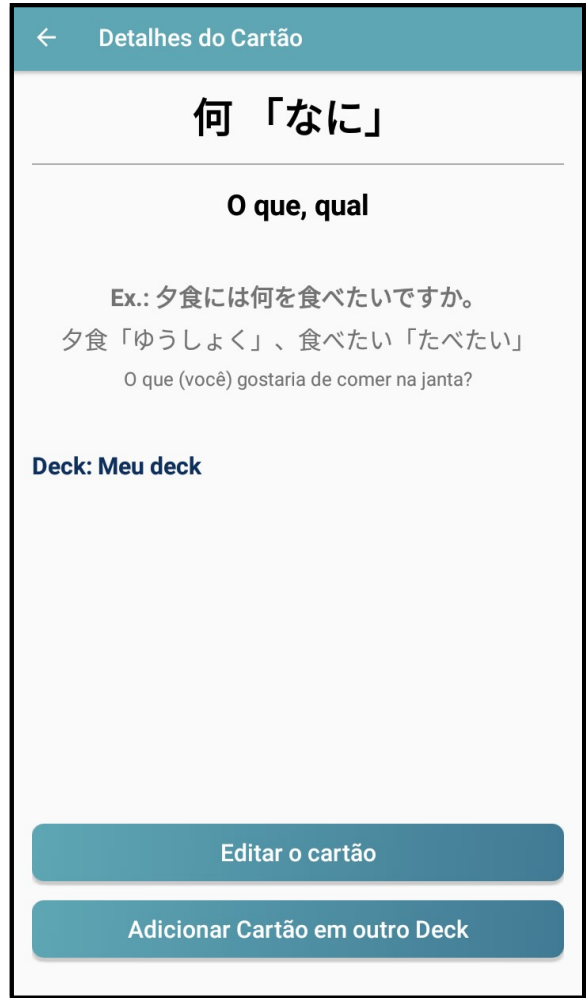 Detalhes do Cartão
何 「なに」
O que, qual
Ex.: 夕食には何を食べたいですか。
夕食「ゆうしょく」、食べたい「たべたい」
O que (você) gostaria de comer na janta?
Deck: Meu deck
Editar o cartão
Adicionar Cartão em outro Deck